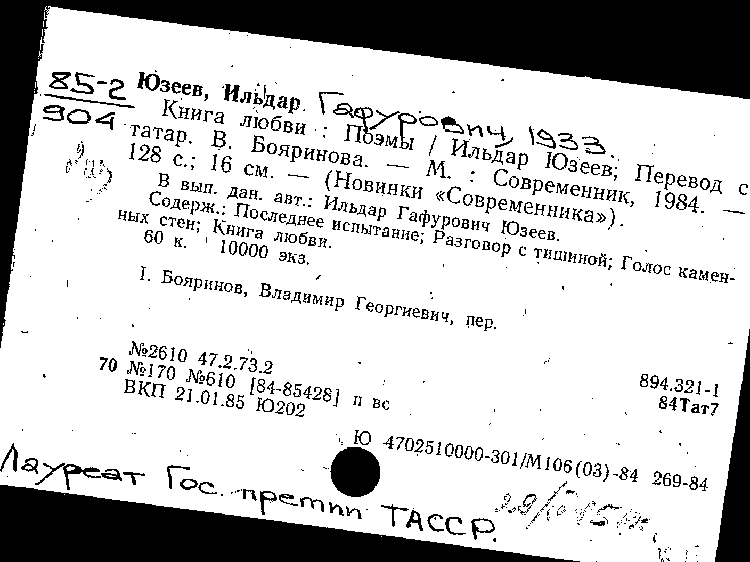 85-2
904
Юзеев, Ильдар Гафурович, 1933.
Книга любви : Поэмы / Ильдар Юзеев; Перевод с
татар. В. Бояринова. — М. : Современник, 1984. —
128 с.; 16 см. — (Новинки «Современника»).
В вып. дан. авт.: Ильдар Гафурович Юзеев.
Содерж.: Последнее испытание; Разговор с тишиной; Голос камен-
ных стен; Книга любви.
60 к. 10000 экз.
I. Бояринов, Владимир Георгиевич, пер.
№2610 47.2.73.2
70 №170 №610 [84-85428] п вс
ВКП 21.01.85 Ю202
894.321-1
84Тат7
Ю 4702510000-301/М106(03)-84 269-84
Лауреат Гос. премии ТАССР.